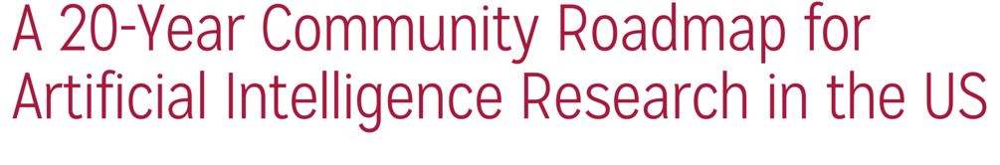 A 20-Year Community Roadmap for
Artificial Intelligence Research in the US